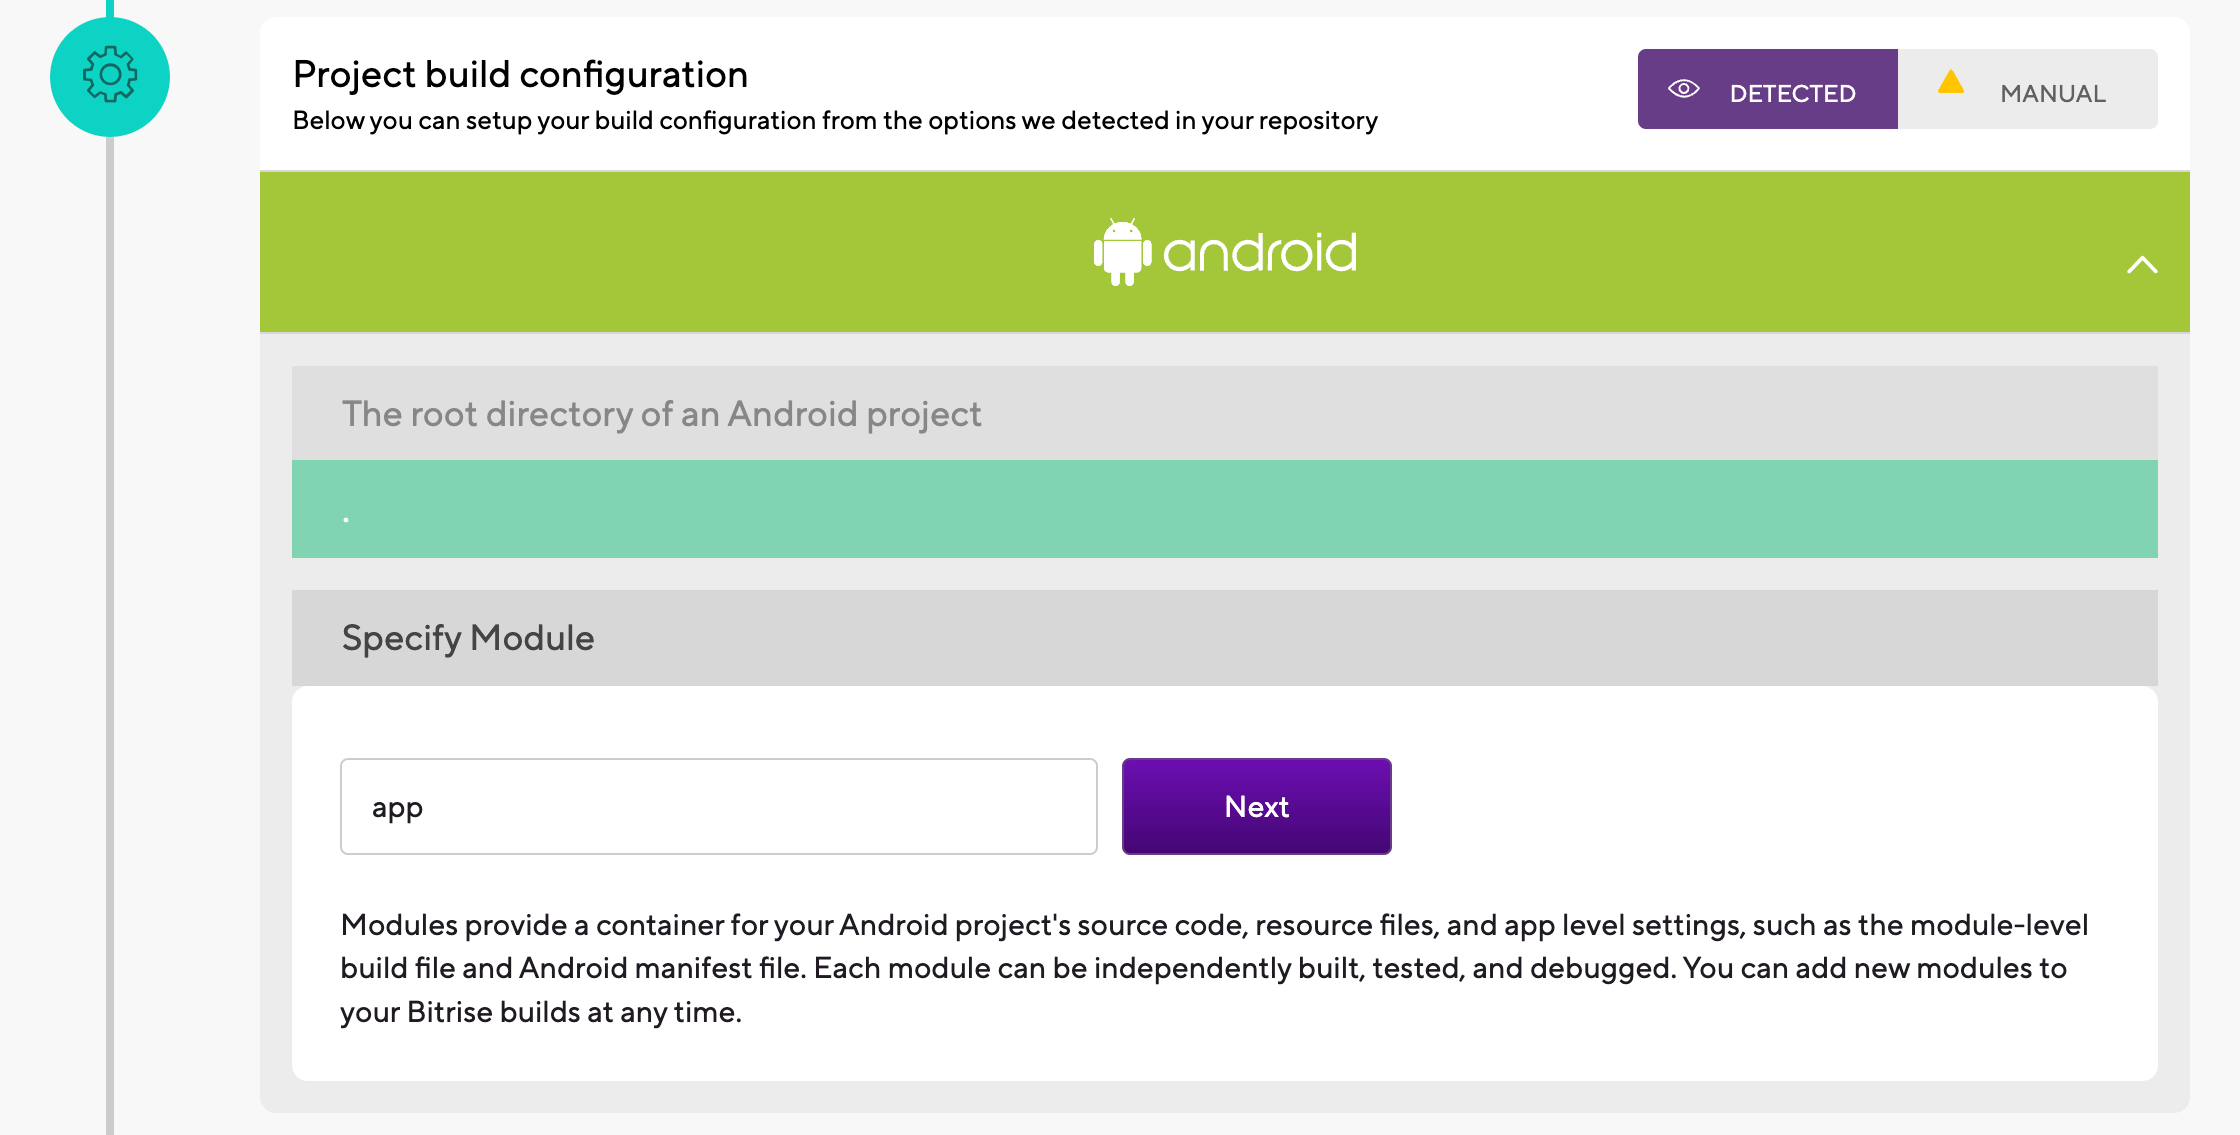 Project build configuration
Below you can setup your build configuration from the options we detected in your repository
DETECTED
MANUAL
android
The root directory of an Android project
.
Specify Module
app
Next
Modules provide a container for your Android project's source code, resource files, and app level settings, such as the module-level
build file and Android manifest file. Each module can be independently built, tested, and debugged. You can add new modules to
your Bitrise builds at any time.